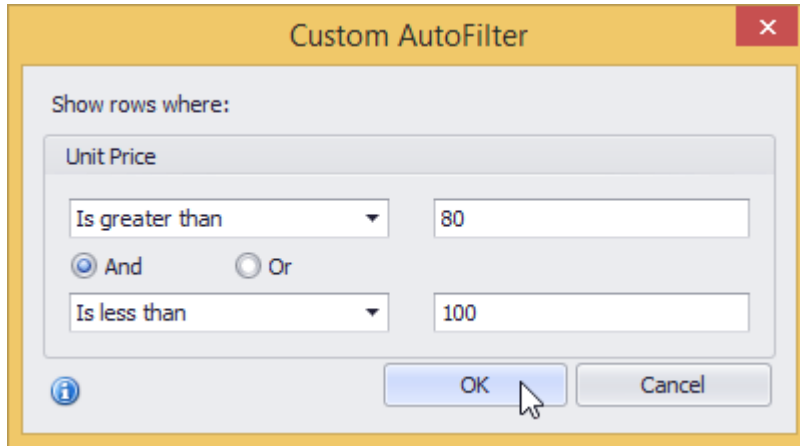 Custom AutoFilter
Show rows where:
Unit Price
Is greater than 80
And Or
Is less than 100
OK Cancel